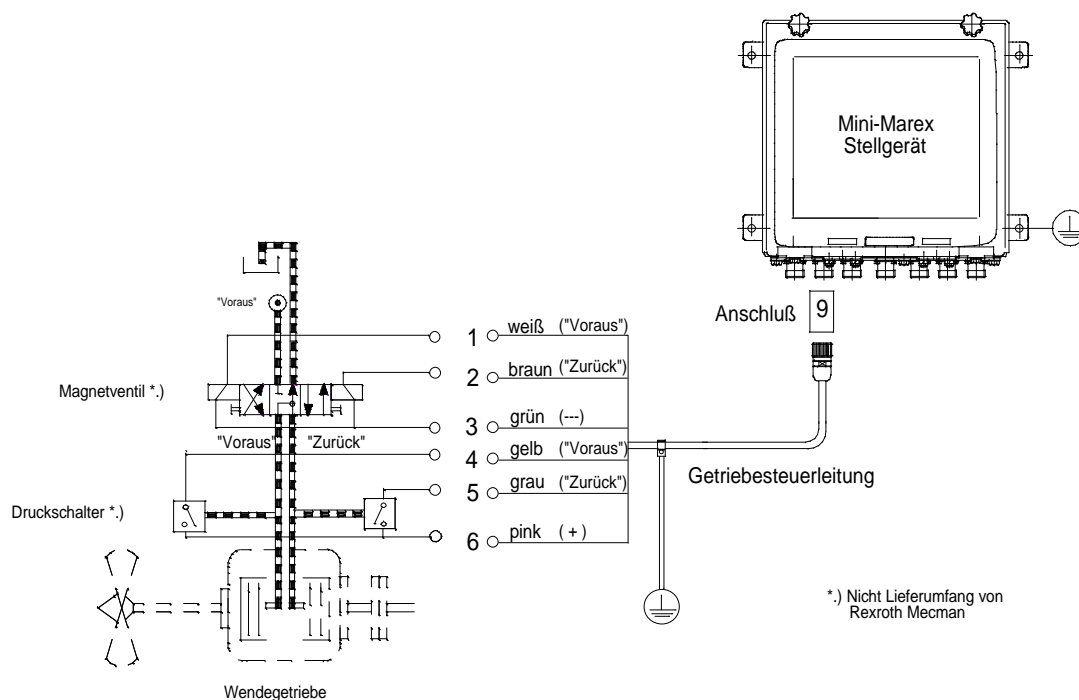 Mini-Marex
Stellgerät
Anschluß 9
"Voraus"
1 weiß ("Voraus")
2 braun ("Zurück")
Magnetventil *.)
3 grün (---)
"Voraus" "Zurück"
4 gelb ("Voraus")
Getriebesteuerleitung
5 grau ("Zurück")
Druckschalter *.)
6 pink ( + )
*.) Nicht Lieferumfang von
Rexroth Mecman
Wendegetriebe